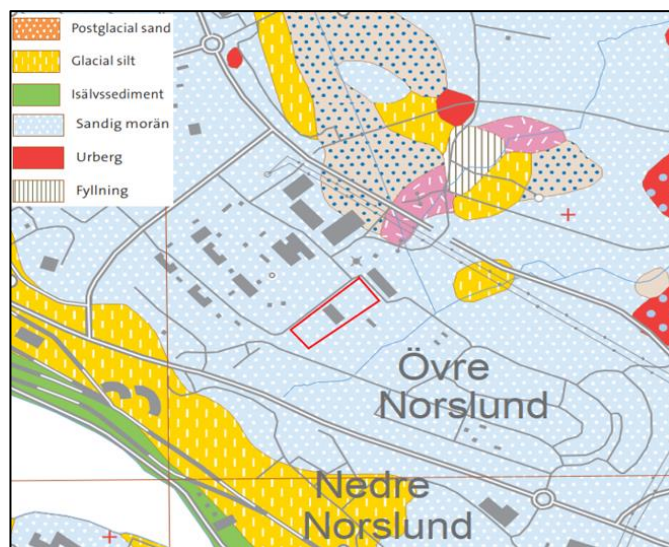 Postglacial sand
Glacial silt
Isälvssediment
Sandig morän
Urberg
Fyllning
Övre
Norslund
Nedre
Norslund